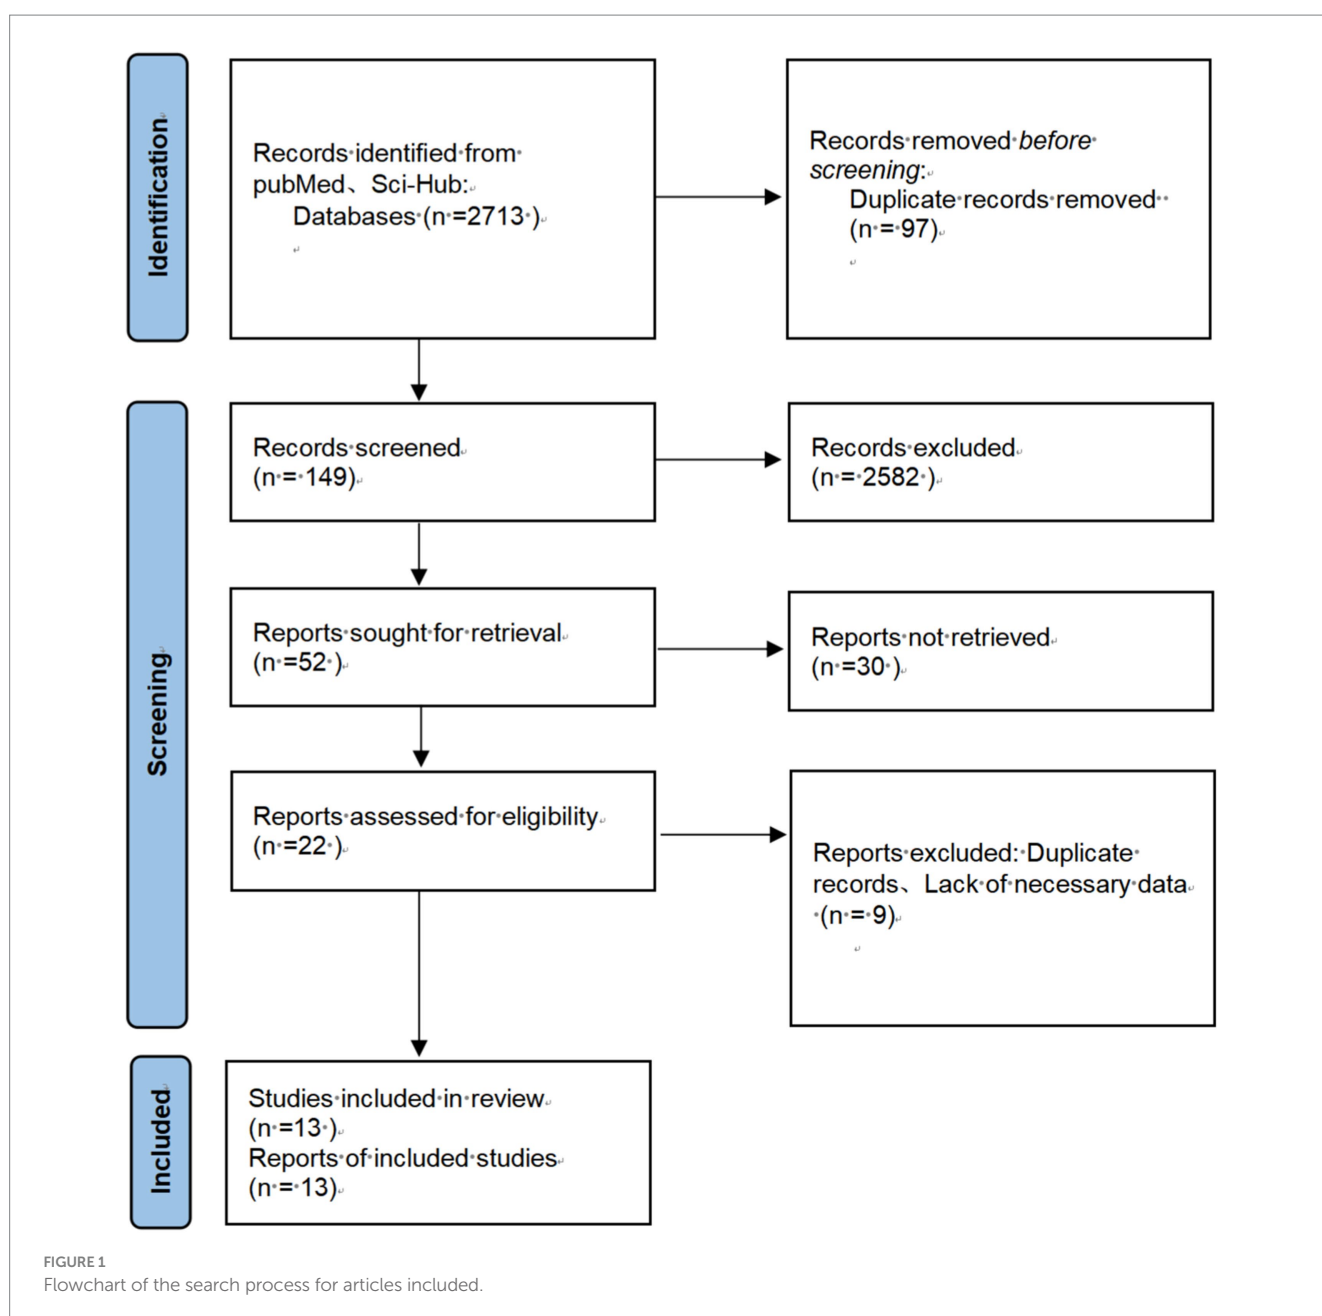 Identification
Records identified from
pubMed、Sci-Hub:
Databases (n =2713 )
Records removed before
screening:
Duplicate records removed
(n = 97)
Screening
Records screened
(n = 149)
Records excluded
(n = 2582 )
Reports sought for retrieval
(n =52 )
Reports not retrieved
(n =30 )
Reports assessed for eligibility
(n =22 )
Reports excluded: Duplicate
records、Lack of necessary data
(n = 9)
Included
Studies included in review
(n =13 )
Reports of included studies
(n = 13)
FIGURE 1
Flowchart of the search process for articles included.